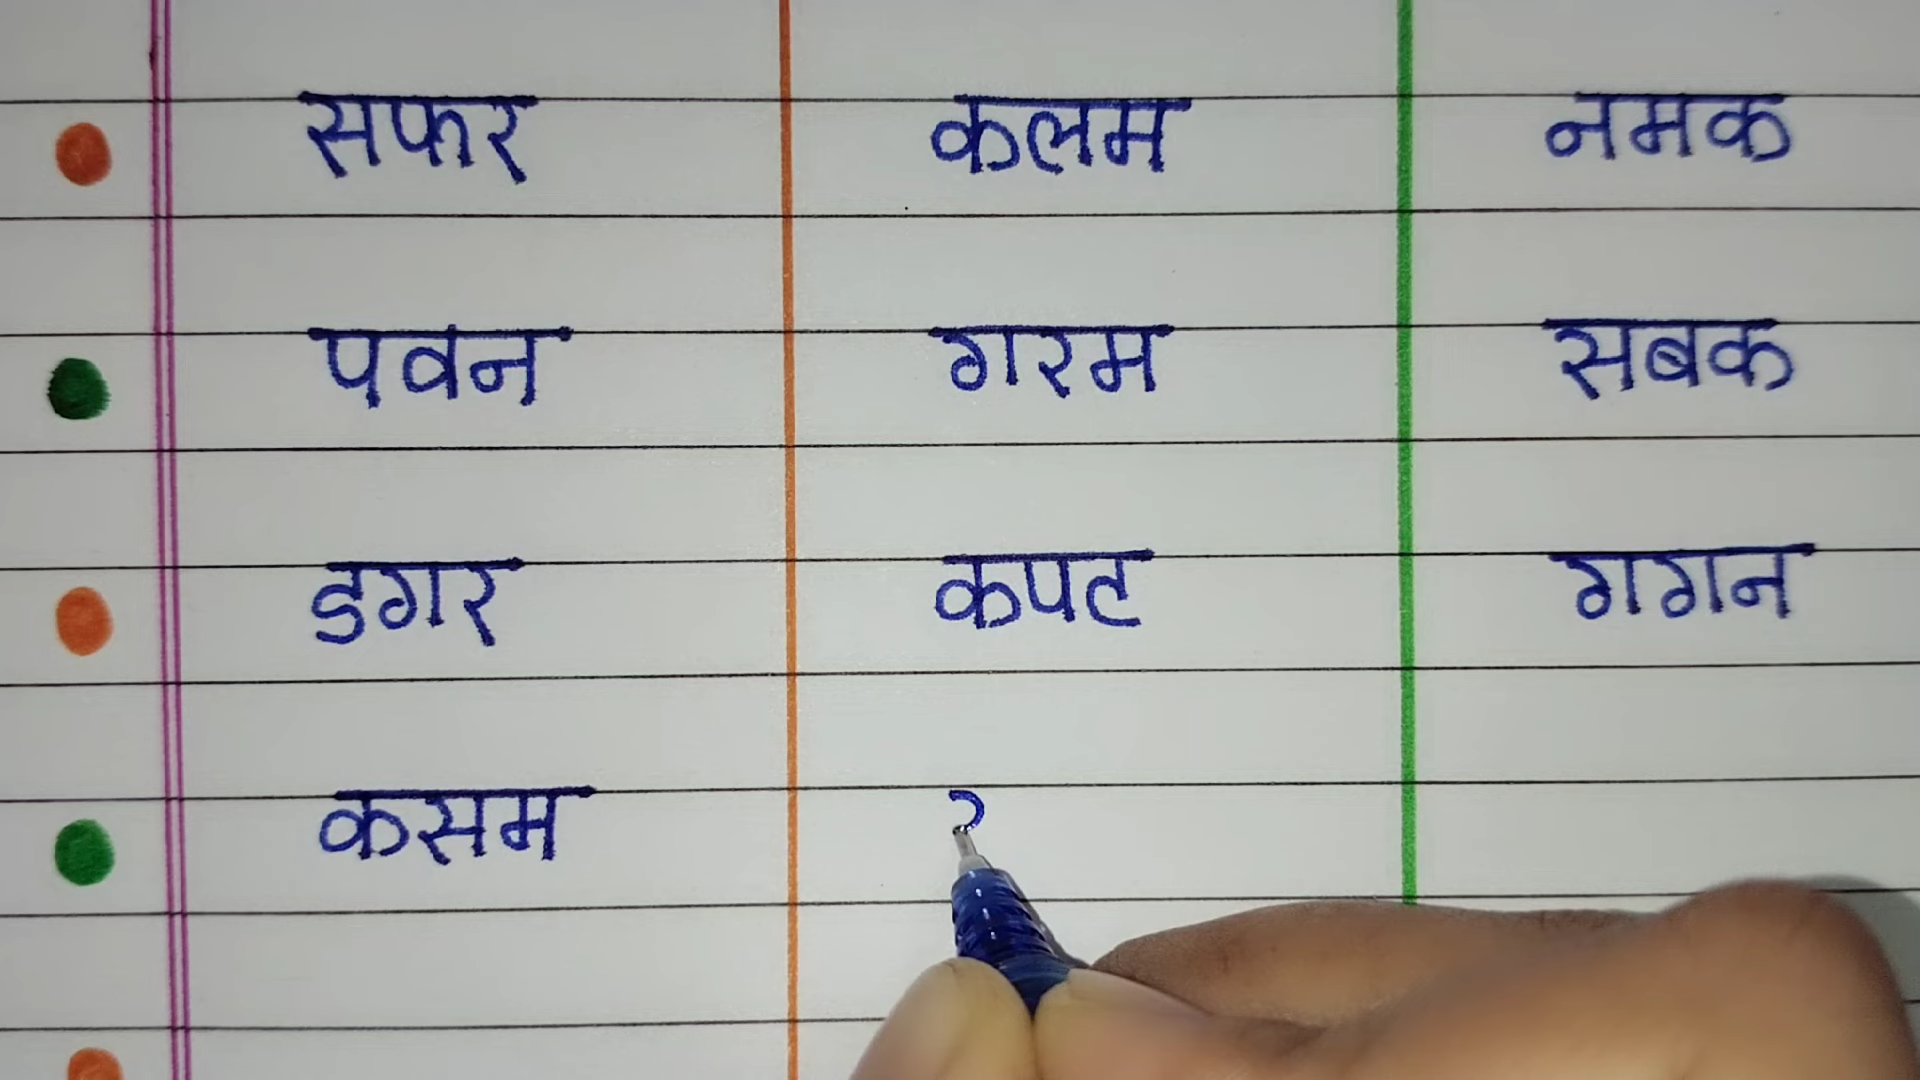 सफर कलम नमक
पवन गरम सबक
डगर कपट गगन
कसम